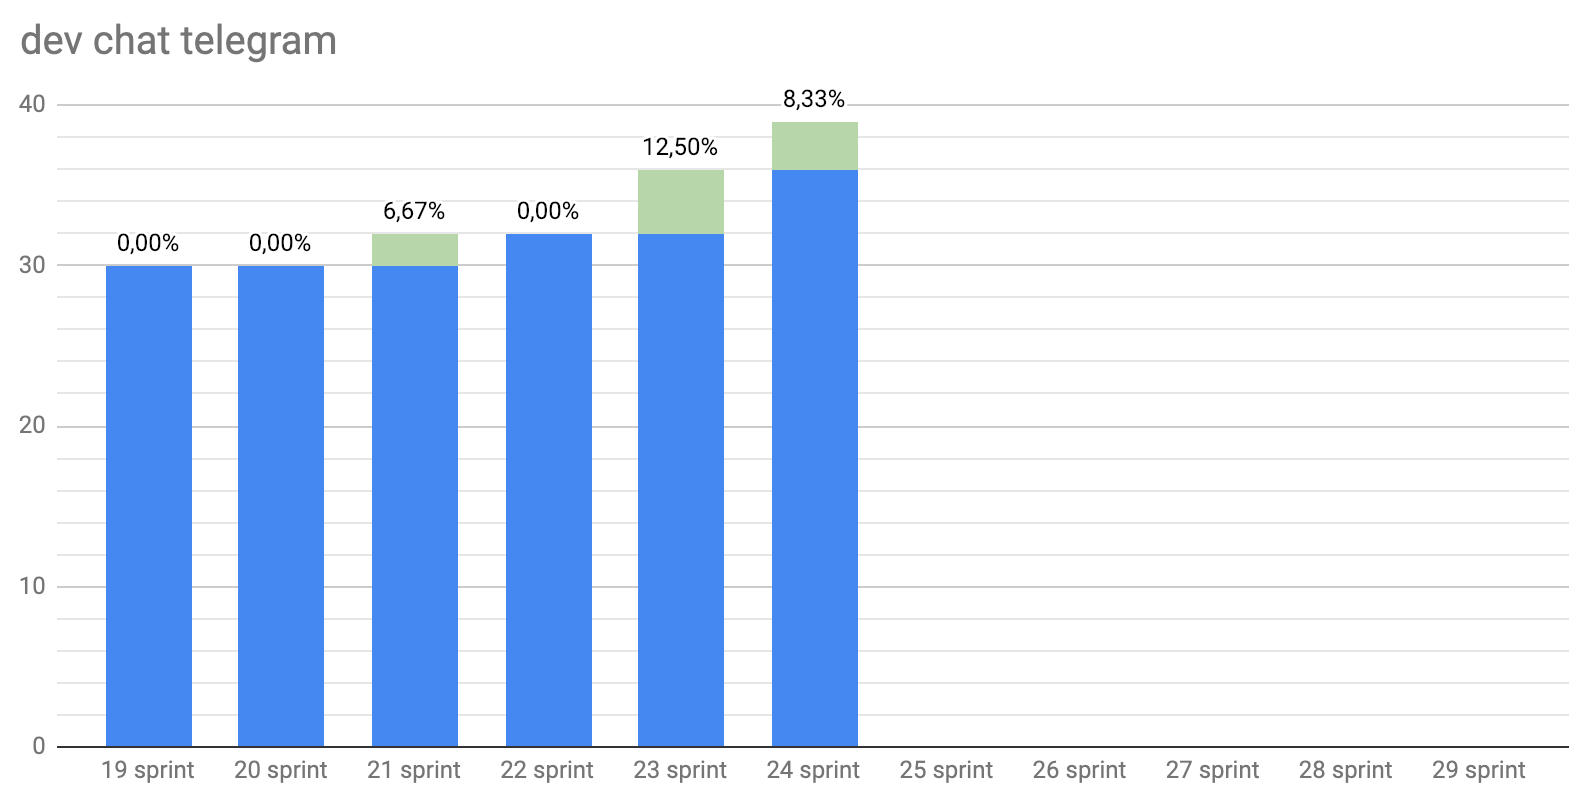 dev chat telegram
40
30
20
10
0
0,00%
0,00%
6,67%
0,00%
12,50%
8,33%
19 sprint
20 sprint
21 sprint
22 sprint
23 sprint
24 sprint
25 sprint
26 sprint
27 sprint
28 sprint
29 sprint